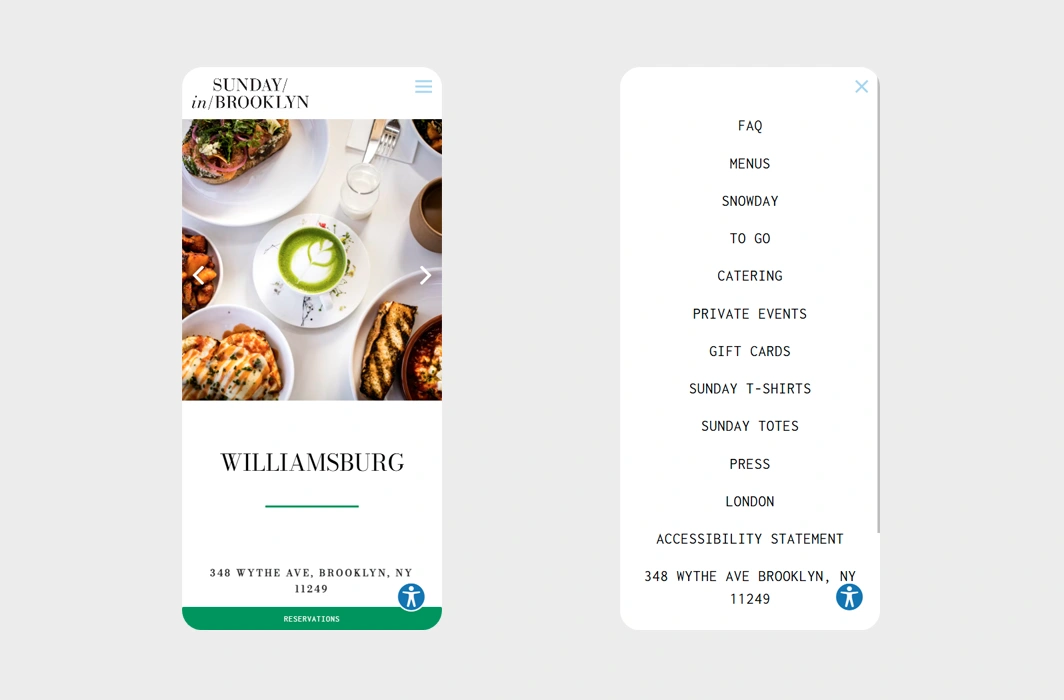 SUNDAY/
in/BROOKLYN
WILLIAMSBURG
348 WYTHE AVE, BROOKLYN, NY
11249
RESERVATIONS
FAQ
MENUS
SNOWDAY
TO GO
CATERING
PRIVATE EVENTS
GIFT CARDS
SUNDAY T-SHIRTS
SUNDAY TOTES
PRESS
LONDON
ACCESSIBILITY STATEMENT
348 WYTHE AVE BROOKLYN, NY
11249